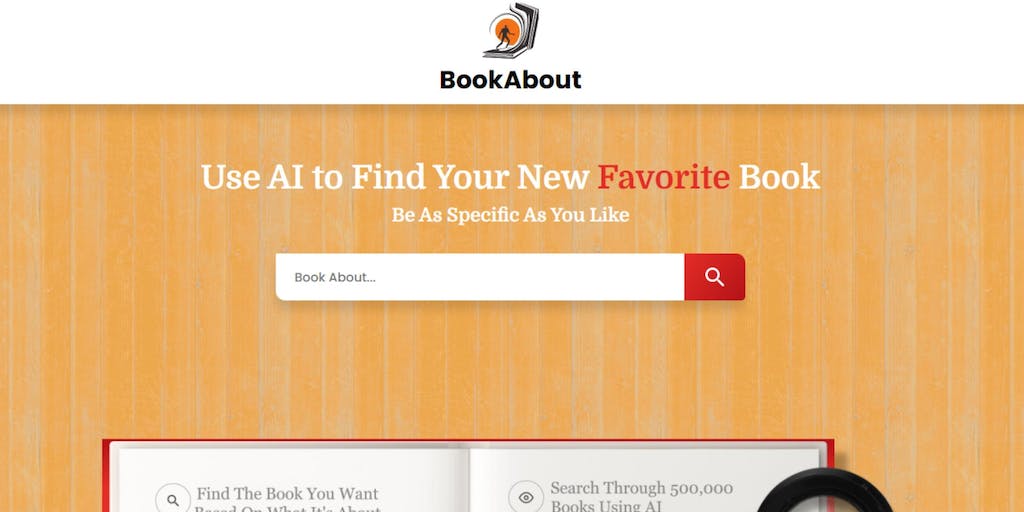 BookAbout
Use AI to Find Your New Favorite Book
Be As Specific As You Like
Book About...
Find The Book You Want
Based On What It's About
Search Through 500,000
Books Using AI